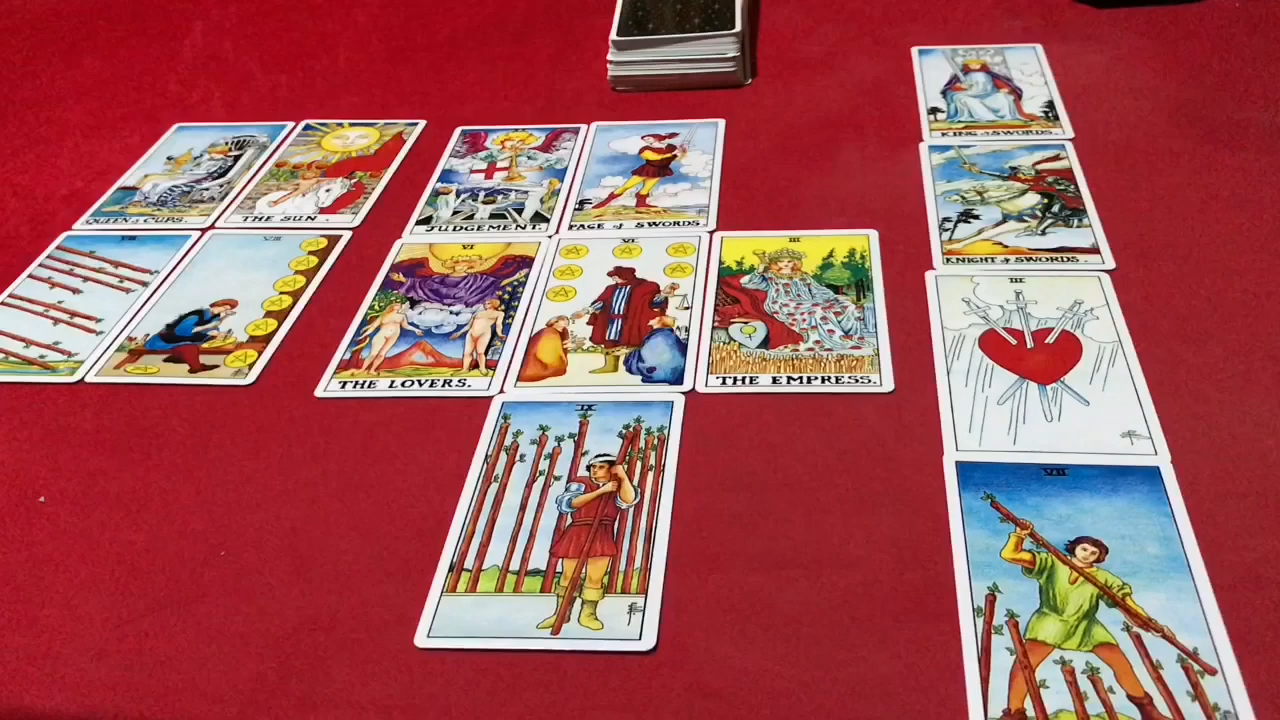 KING of SWORDS.
QUEEN of CUPS.
THE SUN.
JUDGEMENT.
PAGE of SWORDS.
KNIGHT of SWORDS.
VIII
VIII
VI
VI
III
III
THE LOVERS.
THE EMPRESS.
IX
VII